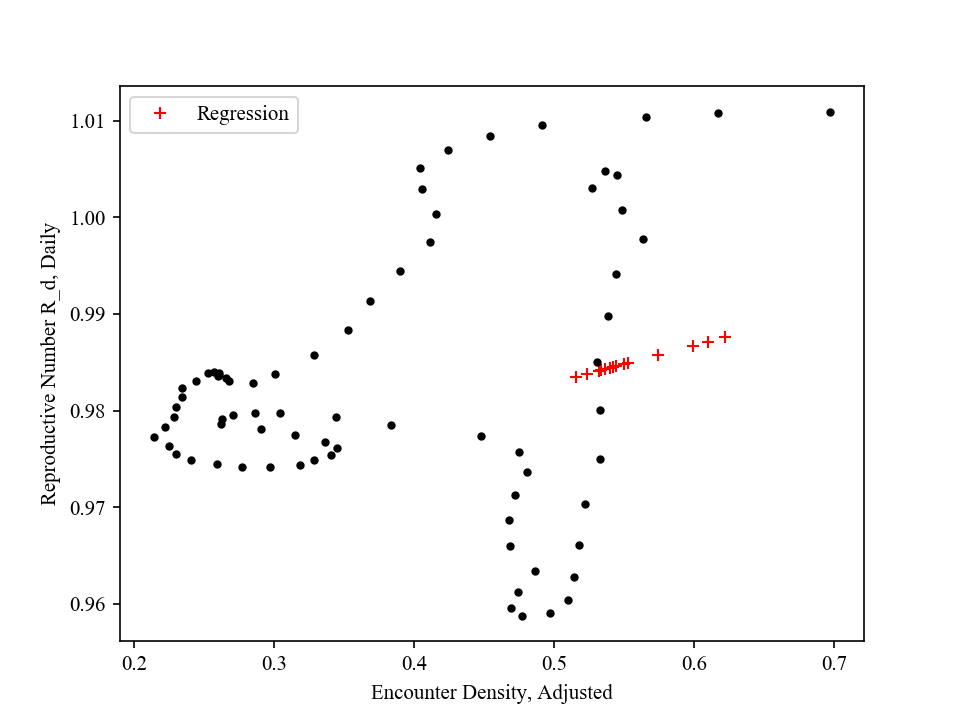 Regression
1.01
1.00
0.99
0.98
0.97
0.96
Reproductive Number R_d, Daily
0.2 0.3 0.4 0.5 0.6 0.7
Encounter Density, Adjusted